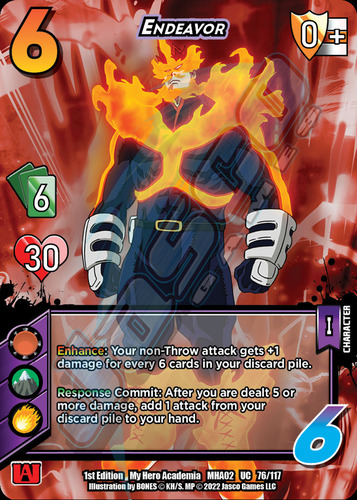 6
ENDEAVOR
0 +
6
30
I
CHARACTER
Enhance: Your non-Throw attack gets +1
damage for every 6 cards in your discard pile.
Response Commit: After you are dealt 5 or
more damage, add 1 attack from your
discard pile to your hand.
6
1st Edition My Hero Academia MHA02 UC 76/117
Illustration by BONES © KH/S. MP © 2022 Jasco Games LLC